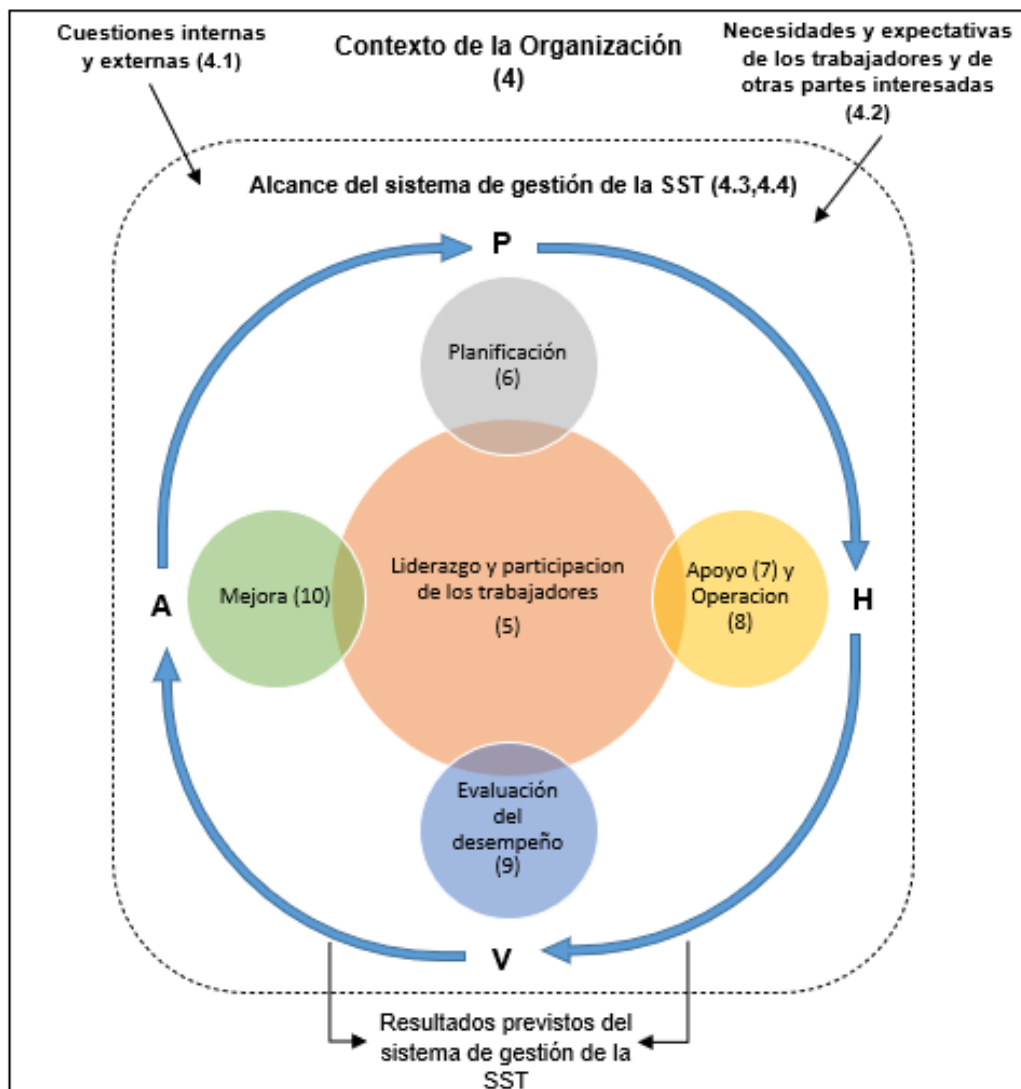 Cuestiones internas
y externas (4.1)
Contexto de la Organización
(4)
Necesidades y expectativas
de los trabajadores y de
otras partes interesadas
(4.2)
Alcance del sistema de gestión de la SST (4.3,4.4)
P
Planificación
(6)
A
Mejora (10)
Liderazgo y participacion
de los trabajadores
(5)
Apoyo (7) y
Operacion
(8)
H
Evaluación
del
desempeño
(9)
V
Resultados previstos del
sistema de gestión de la
SST